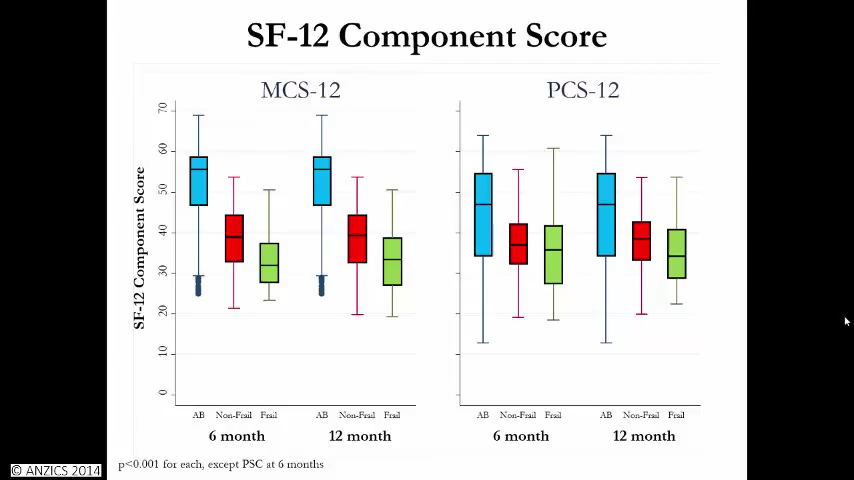 SF-12 Component Score
MCS-12
PCS-12
SF-12 Component Score
70
60
50
40
30
20
10
0
AB Non-Frail Frail AB Non-Frail Frail
AB Non-Frail Frail AB Non-Frail Frail
6 month 12 month
6 month 12 month
p<0.001 for each, except PSC at 6 months
© ANZICS 2014